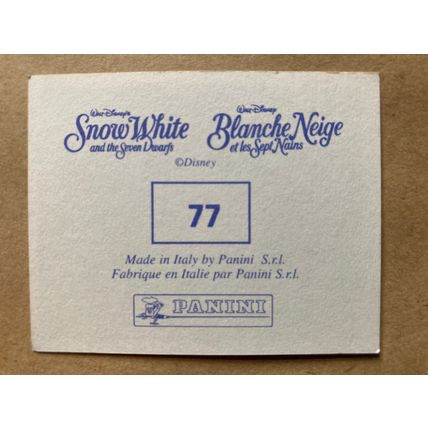 Walt Disney's
Snow White
and the Seven Dwarfs
Walt Disney
Blanche Neige
et les Sept Nains
©Disney
77
Made in Italy by Panini S.r.l.
Fabrique en Italie par Panini S.r.l.
PANINI